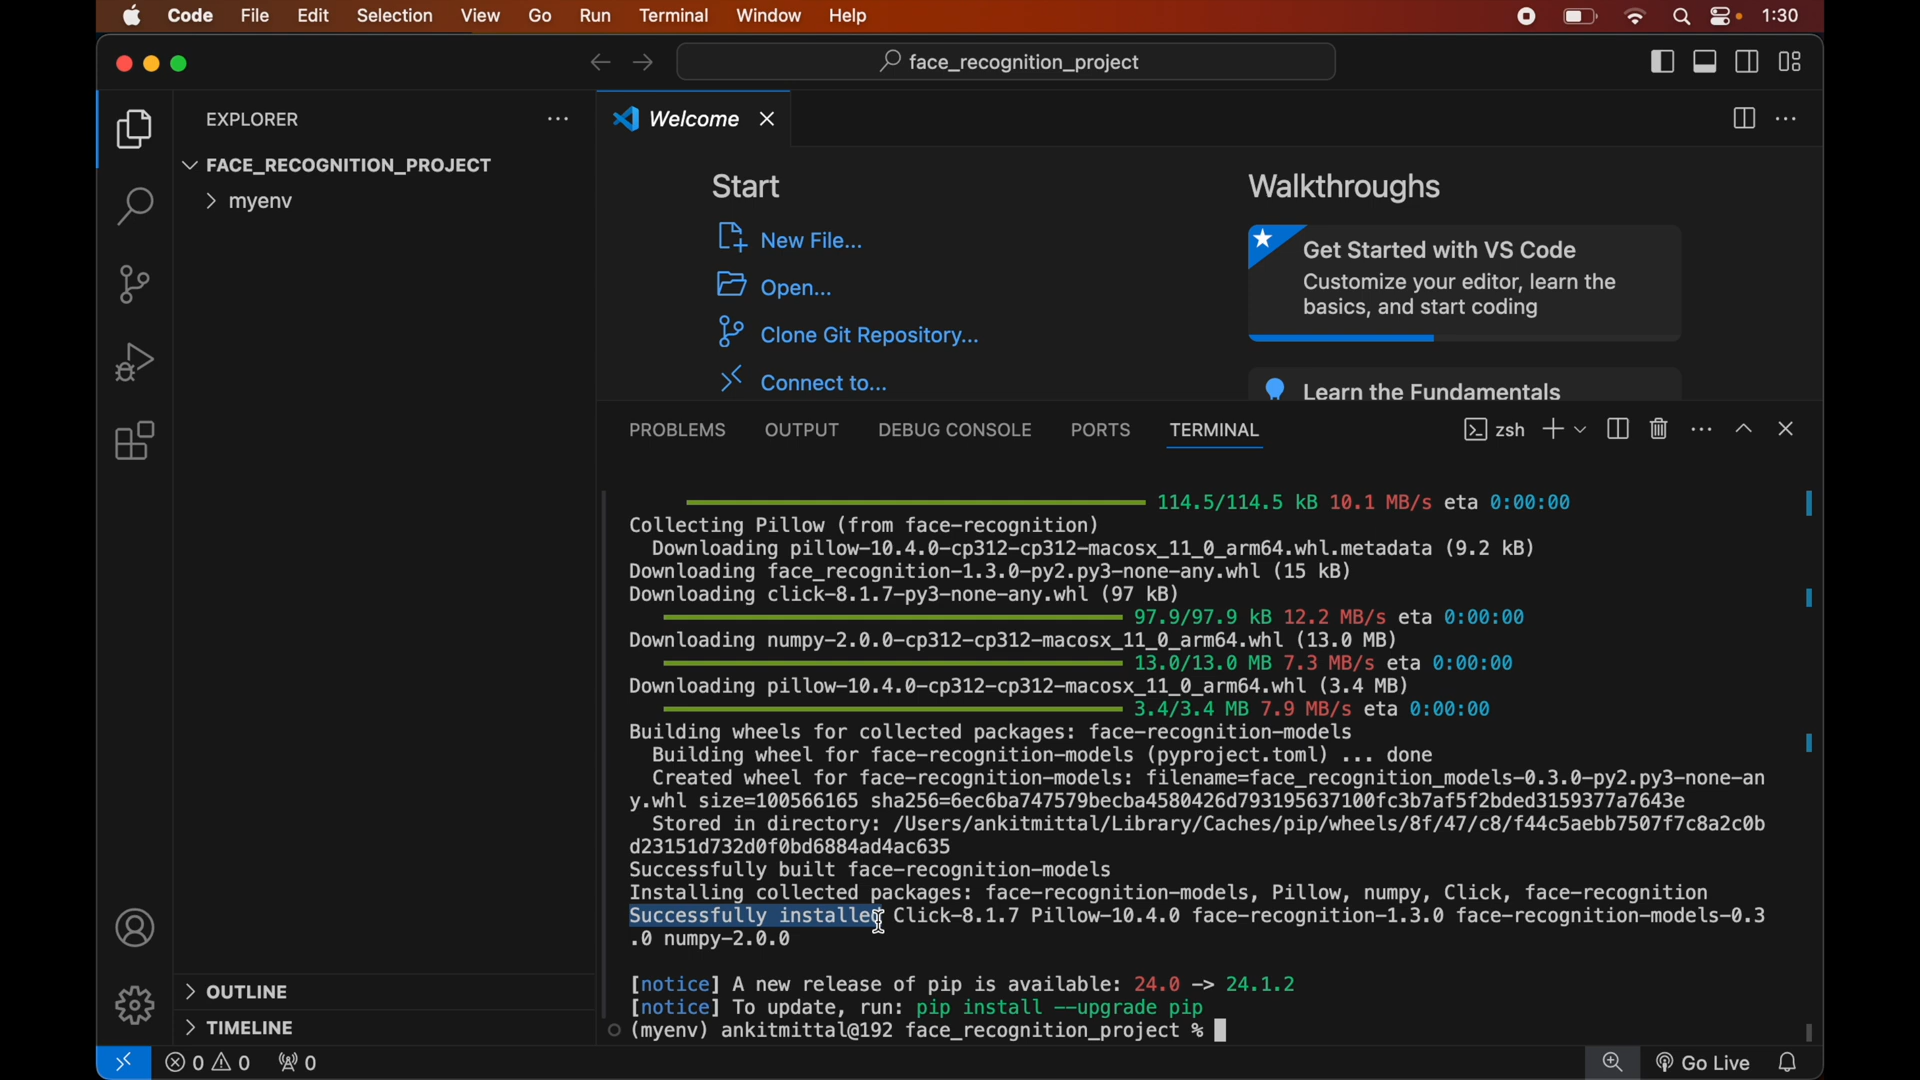 Code File Edit Selection View Go Run Terminal Window Help 1:30
face_recognition_project
EXPLORER
FACE_RECOGNITION_PROJECT
myenv
OUTLINE
TIMELINE
Welcome
Start
New File...
Open...
Clone Git Repository...
Connect to...
Walkthroughs
Get Started with VS Code
Customize your editor, learn the
basics, and start coding
Learn the Fundamentals
PROBLEMS OUTPUT DEBUG CONSOLE PORTS TERMINAL zsh
114.5/114.5 kB 10.1 MB/s eta 0:00:00
Collecting Pillow (from face-recognition)
Downloading pillow-10.4.0-cp312-cp312-macosx_11_0_arm64.whl.metadata (9.2 kB)
Downloading face_recognition-1.3.0-py2.py3-none-any.whl (15 kB)
Downloading click-8.1.7-py3-none-any.whl (97 kB)
97.9/97.9 kB 12.2 MB/s eta 0:00:00
Downloading numpy-2.0.0-cp312-cp312-macosx_11_0_arm64.whl (13.0 MB)
13.0/13.0 MB 7.3 MB/s eta 0:00:00
Downloading pillow-10.4.0-cp312-cp312-macosx_11_0_arm64.whl (3.4 MB)
3.4/3.4 MB 7.9 MB/s eta 0:00:00
Building wheels for collected packages: face-recognition-models
Building wheel for face-recognition-models (pyproject.toml) ... done
Created wheel for face-recognition-models: filename=face_recognition_models-0.3.0-py2.py3-none-an
y.whl size=100566165 sha256=6ec6ba747579becba4580426d793195637100fc3b7af5f2bded3159377a7643e
Stored in directory: /Users/ankitmittal/Library/Caches/pip/wheels/8f/47/c8/f44c5aebb7507f7c8a2c0b
d23151d732d0f0bd6884ad4ac635
Successfully built face-recognition-models
Installing collected packages: face-recognition-models, Pillow, numpy, Click, face-recognition
Successfully installed Click-8.1.7 Pillow-10.4.0 face-recognition-1.3.0 face-recognition-models-0.3
.0 numpy-2.0.0
[notice] A new release of pip is available: 24.0 -> 24.1.2
[notice] To update, run: pip install --upgrade pip
(myenv) ankitmittal@192 face_recognition_project %
0 0 0 Go Live